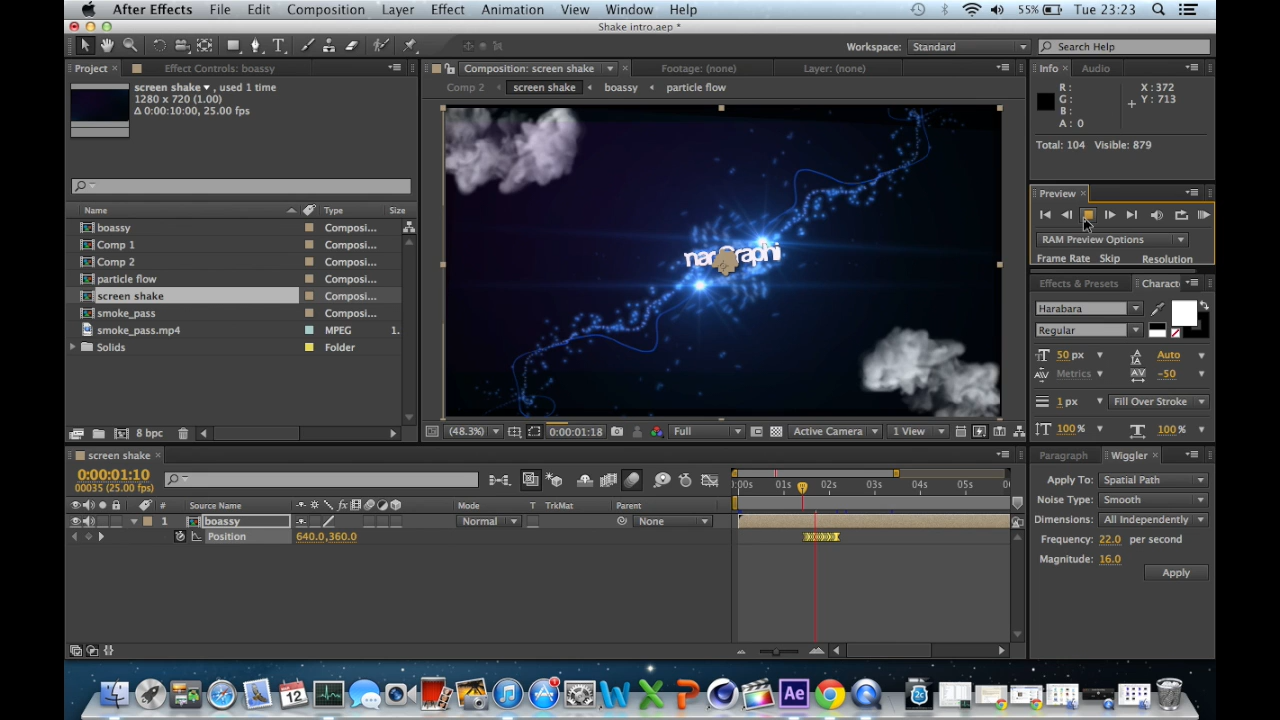 After Effects File Edit Composition Layer Effect Animation View Window Help 55% Tue 23:23
Shake intro.aep *
Workspace: Standard Search Help
Project Effect Controls: boassy Composition: screen shake Footage: (none) Layer: (none) Info Audio
screen shake , used 1 time
1280 x 720 (1.00)
Δ 0:00:10:00, 25.00 fps
Comp 2 screen shake boassy particle flow
R: X: 372
G: Y: 713
B:
A: 0
Total: 104 Visible: 879
Preview
RAM Preview Options
Frame Rate Skip Resolution
Name Type Size
boassy Composi...
Comp 1 Composi...
Comp 2 Composi...
particle flow Composi...
screen shake Composi...
smoke_pass Composi...
smoke_pass.mp4 MPEG 1.
Solids Folder
8 bpc
(48.3%) 0:00:01:18 Full Active Camera 1 View
Effects & Presets Charact
Harabara
Regular
50 px Auto
Metrics -50
1 px Fill Over Stroke
100% 100%
screen shake
0:00:01:10
00035 (25.00 fps)
# Source Name Mode T TrkMat Parent
1 boassy Normal None
Position 640.0,360.0
:00s 01s 02s 03s 04s 05s
Paragraph Wiggler
Apply To: Spatial Path
Noise Type: Smooth
Dimensions: All Independently
Frequency: 22.0 per second
Magnitude: 16.0
Apply
12
Ae